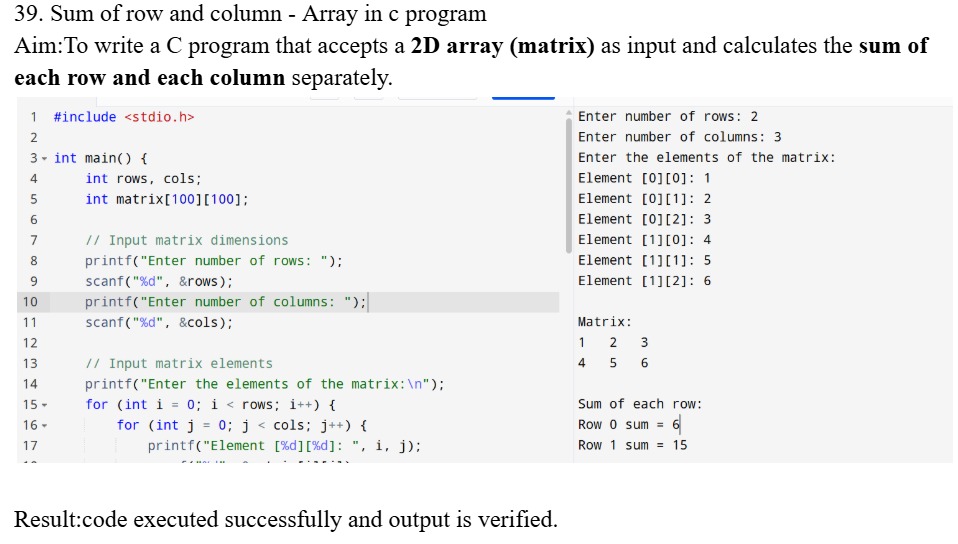 39. Sum of row and column - Array in c program
Aim:To write a C program that accepts a 2D array (matrix) as input and calculates the sum of
each row and each column separately.
1 #include <stdio.h>
2
3 int main() {
4 int rows, cols;
5 int matrix[100][100];
6
7 // Input matrix dimensions
8 printf("Enter number of rows: ");
9 scanf("%d", &rows);
10 printf("Enter number of columns: ");
11 scanf("%d", &cols);
12
13 // Input matrix elements
14 printf("Enter the elements of the matrix:\n");
15 for (int i = 0; i < rows; i++) {
16 for (int j = 0; j < cols; j++) {
17 printf("Element [%d][%d]: ", i, j);
Enter number of rows: 2
Enter number of columns: 3
Enter the elements of the matrix:
Element [0][0]: 1
Element [0][1]: 2
Element [0][2]: 3
Element [1][0]: 4
Element [1][1]: 5
Element [1][2]: 6
Matrix:
1 2 3
4 5 6
Sum of each row:
Row 0 sum = 6
Row 1 sum = 15
Result:code executed successfully and output is verified.